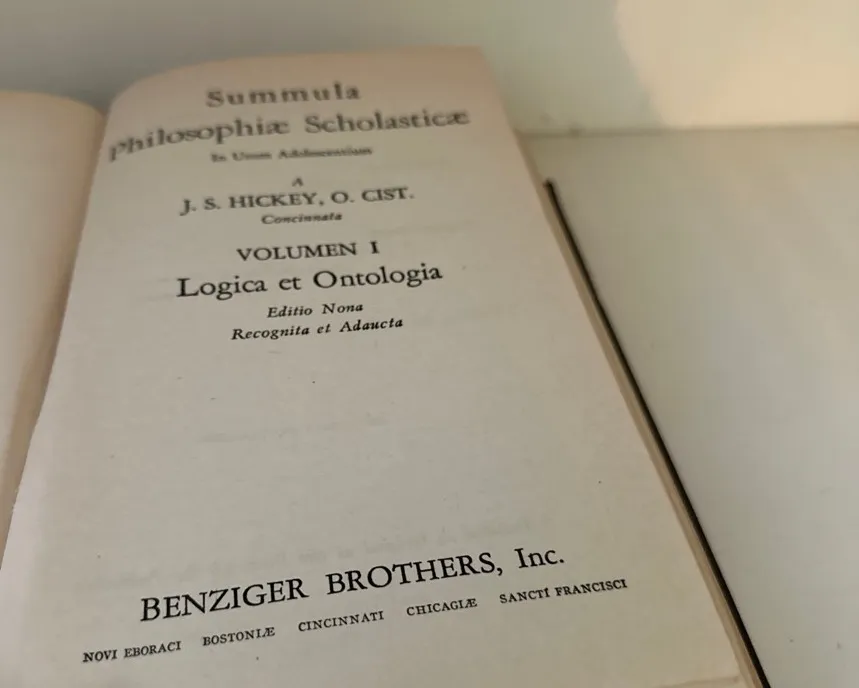 Summula
Philosophiæ Scholasticæ
In Usum Adolescentium
A
J. S. HICKEY, O. CIST.
Concinnata
VOLUMEN I
Logica et Ontologia
Editio Nona
Recognita et Adaucta
BENZIGER BROTHERS, Inc.
NOVI EBORACI BOSTONIÆ CINCINNATI CHICAGIÆ SANCTI FRANCISCI